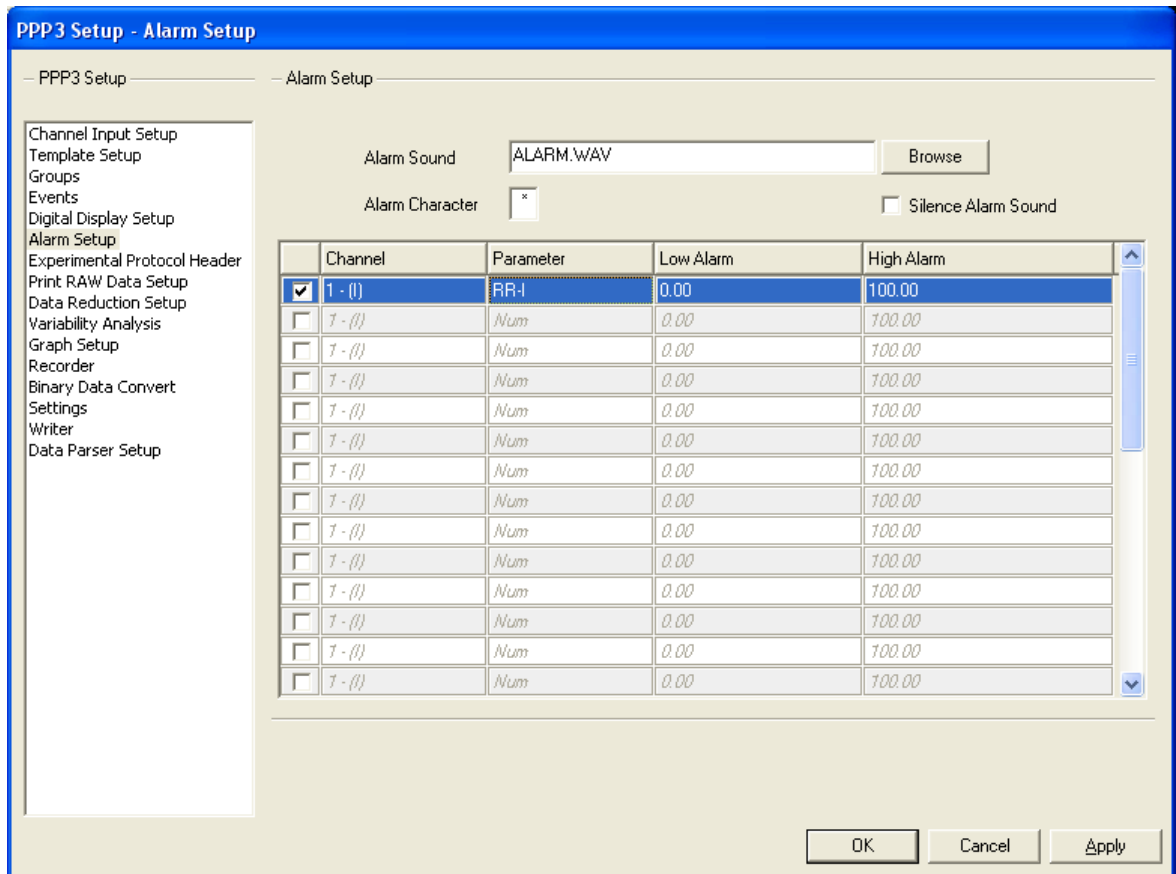 PPP3 Setup - Alarm Setup
PPP3 Setup
Channel Input Setup
Template Setup
Groups
Events
Digital Display Setup
Alarm Setup
Experimental Protocol Header
Print RAW Data Setup
Data Reduction Setup
Variability Analysis
Graph Setup
Recorder
Binary Data Convert
Settings
Writer
Data Parser Setup
Alarm Setup
Alarm Sound ALARM.WAV Browse
Alarm Character * Silence Alarm Sound
Channel Parameter Low Alarm High Alarm
1 - (I) RR-I 0.00 100.00
1 - (I) Num 0.00 100.00
1 - (I) Num 0.00 100.00
1 - (I) Num 0.00 100.00
1 - (I) Num 0.00 100.00
1 - (I) Num 0.00 100.00
1 - (I) Num 0.00 100.00
1 - (I) Num 0.00 100.00
1 - (I) Num 0.00 100.00
1 - (I) Num 0.00 100.00
1 - (I) Num 0.00 100.00
1 - (I) Num 0.00 100.00
1 - (I) Num 0.00 100.00
1 - (I) Num 0.00 100.00
OK Cancel Apply